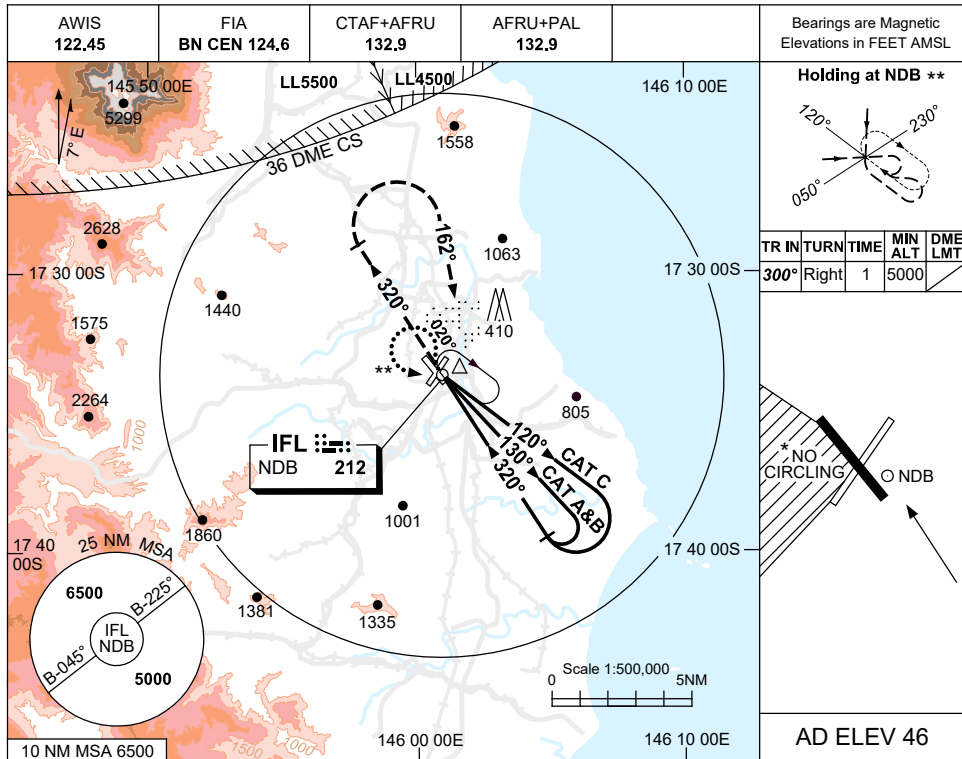 AWIS
122.45
FIA
BN CEN 124.6
CTAF+AFRU
132.9
AFRU+PAL
132.9
Bearings are Magnetic
Elevations in FEET AMSL
145 50 00E
LL5500
LL4500
146 10 00E
5299
7° E
36 DME CS
1558
2628
1063
17 30 00S
17 30 00S
162°
320°
1440
1575
020°
410
**
2264
1000
805
IFL
NDB 212
120° CAT C
130° CAT A&B
320°
1001
1860
17 40
00S
17 40 00S
25 NM MSA
6500
B-225°
IFL
NDB
B-045°
5000
1381
1335
Scale 1:500,000
0 5NM
1500
1000
10 NM MSA 6500
146 00 00E
146 10 00E
Holding at NDB **
120°
230°
050°
TR IN TURN TIME MIN ALT DME LMT
300° Right 1 5000
*NO
CIRCLING
NDB
AD ELEV 46